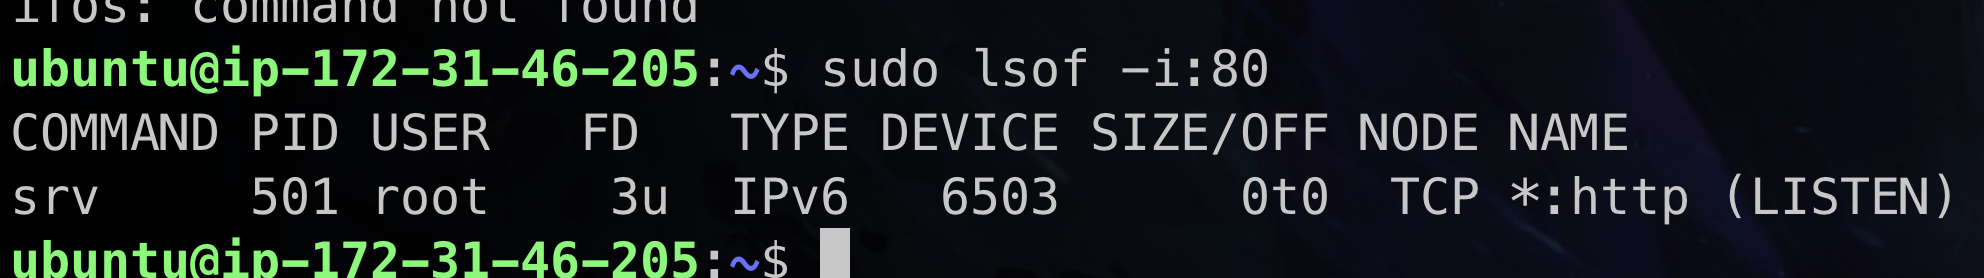 ifos: command not found
ubuntu@ip-172-31-46-205:~$ sudo lsof -i:80
COMMAND PID USER   FD   TYPE DEVICE SIZE/OFF NODE NAME
srv     501 root    3u  IPv6   6503      0t0  TCP *:http (LISTEN)
ubuntu@ip-172-31-46-205:~$